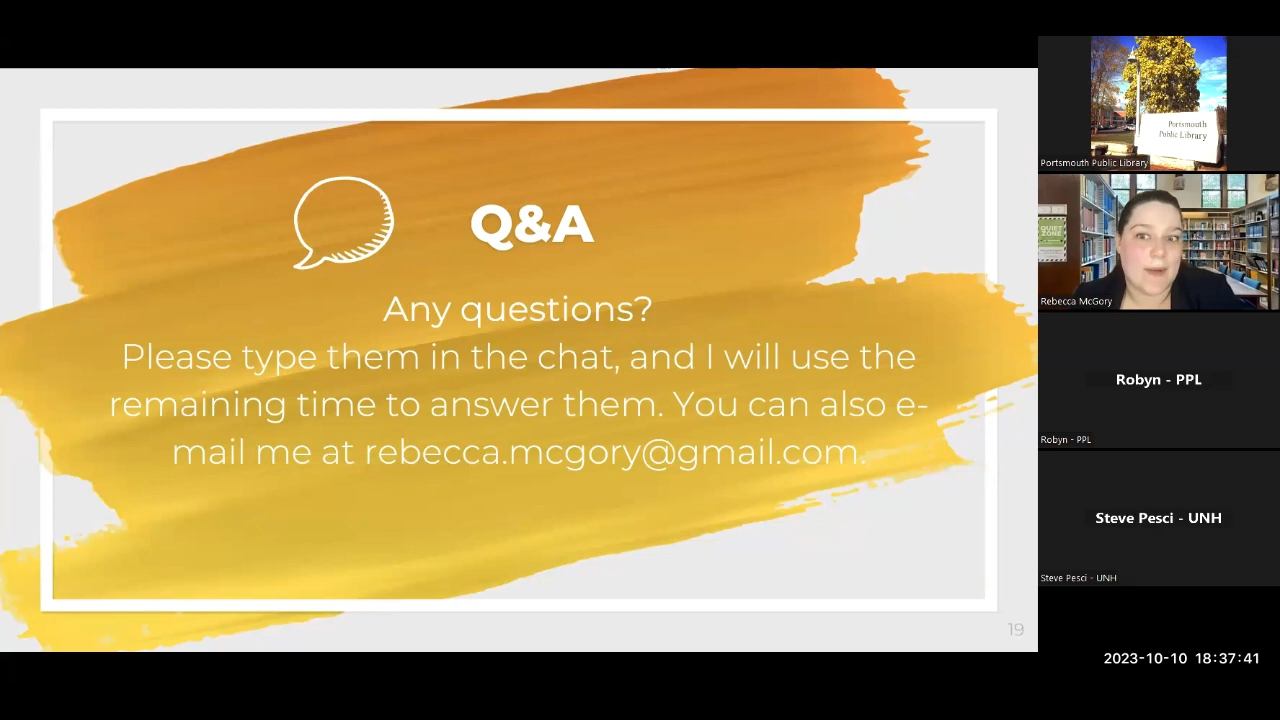 Q&A
Any questions?
Please type them in the chat, and I will use the
remaining time to answer them. You can also e-
mail me at rebecca.mcgory@gmail.com.
19
Portsmouth
Public Library
Portsmouth Public Library
QUIET
ZONE
Rebecca McGory
Robyn - PPL
Robyn - PPL
Steve Pesci - UNH
Steve Pesci - UNH
2023-10-10 18:37:41